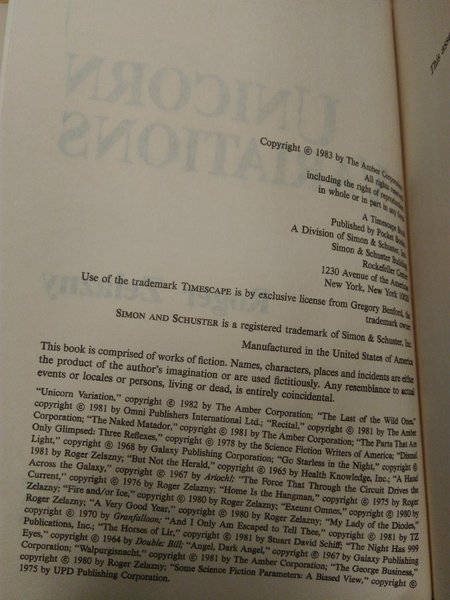 This
UNICORN
VARIATIONS
Roger Zelazny
Copyright © 1983 by The Amber Corporation
All rights
including the right of reproduction
in whole or in part in any form
A Timescape Book
Published by Pocket Books,
A Division of Simon & Schuster, Inc.
Simon & Schuster Building
Rockefeller Center
1230 Avenue of the Americas
New York, New York 10020
Use of the trademark TIMESCAPE is by exclusive license from Gregory Benford, the
trademark owner
SIMON AND SCHUSTER is a registered trademark of Simon & Schuster, Inc.
Manufactured in the United States of America
This book is comprised of works of fiction. Names, characters, places and incidents are either
the product of the author's imagination or are used fictitiously. Any resemblance to actual
events or locales or persons, living or dead, is entirely coincidental.
"Unicorn Variation," copyright © 1982 by The Amber Corporation; "The Last of the Wild Ones,"
copyright © 1981 by Omni Publishers International Ltd.; "Recital," copyright © 1981 by The Amber
Corporation; "The Naked Matador," copyright © 1981 by The Amber Corporation; "The Parts That Are
Only Glimpsed: Three Reflexes," copyright © 1978 by the Science Fiction Writers of America; "Dismal
Light," copyright © 1968 by Galaxy Publishing Corporation; "Go Starless in the Night," copyright ©
1981 by Roger Zelazny; "But Not the Herald," copyright © 1965 by Health Knowledge, Inc.; "A Hand
Across the Galaxy," copyright © 1967 by Arioch!; "The Force That Through the Circuit Drives the
Current," copyright © 1976 by Roger Zelazny; "Home Is the Hangman," copyright © 1975 by Roger
Zelazny; "Fire and/or Ice," copyright © 1980 by Roger Zelazny; "Exeunt Omnes," copyright © 1980 by
Roger Zelazny; "A Very Good Year," copyright © 1980 by Roger Zelazny; "My Lady of the Diodes,"
copyright © 1970 by Granfalloon; "And I Only Am Escaped to Tell Thee," copyright © 1981 by TZ
Publications, Inc.; "The Horses of Lir," copyright © 1981 by Stuart David Schiff; "The Night Has 999
Eyes," copyright © 1964 by Double: Bill; "Angel, Dark Angel," copyright © 1967 by Galaxy Publishing
Corporation; "Walpurgisnacht," copyright © 1981 by The Amber Corporation; "The George Business,"
copyright © 1980 by Roger Zelazny; "Some Science Fiction Parameters: A Biased View," copyright ©
1975 by UPD Publishing Corporation.